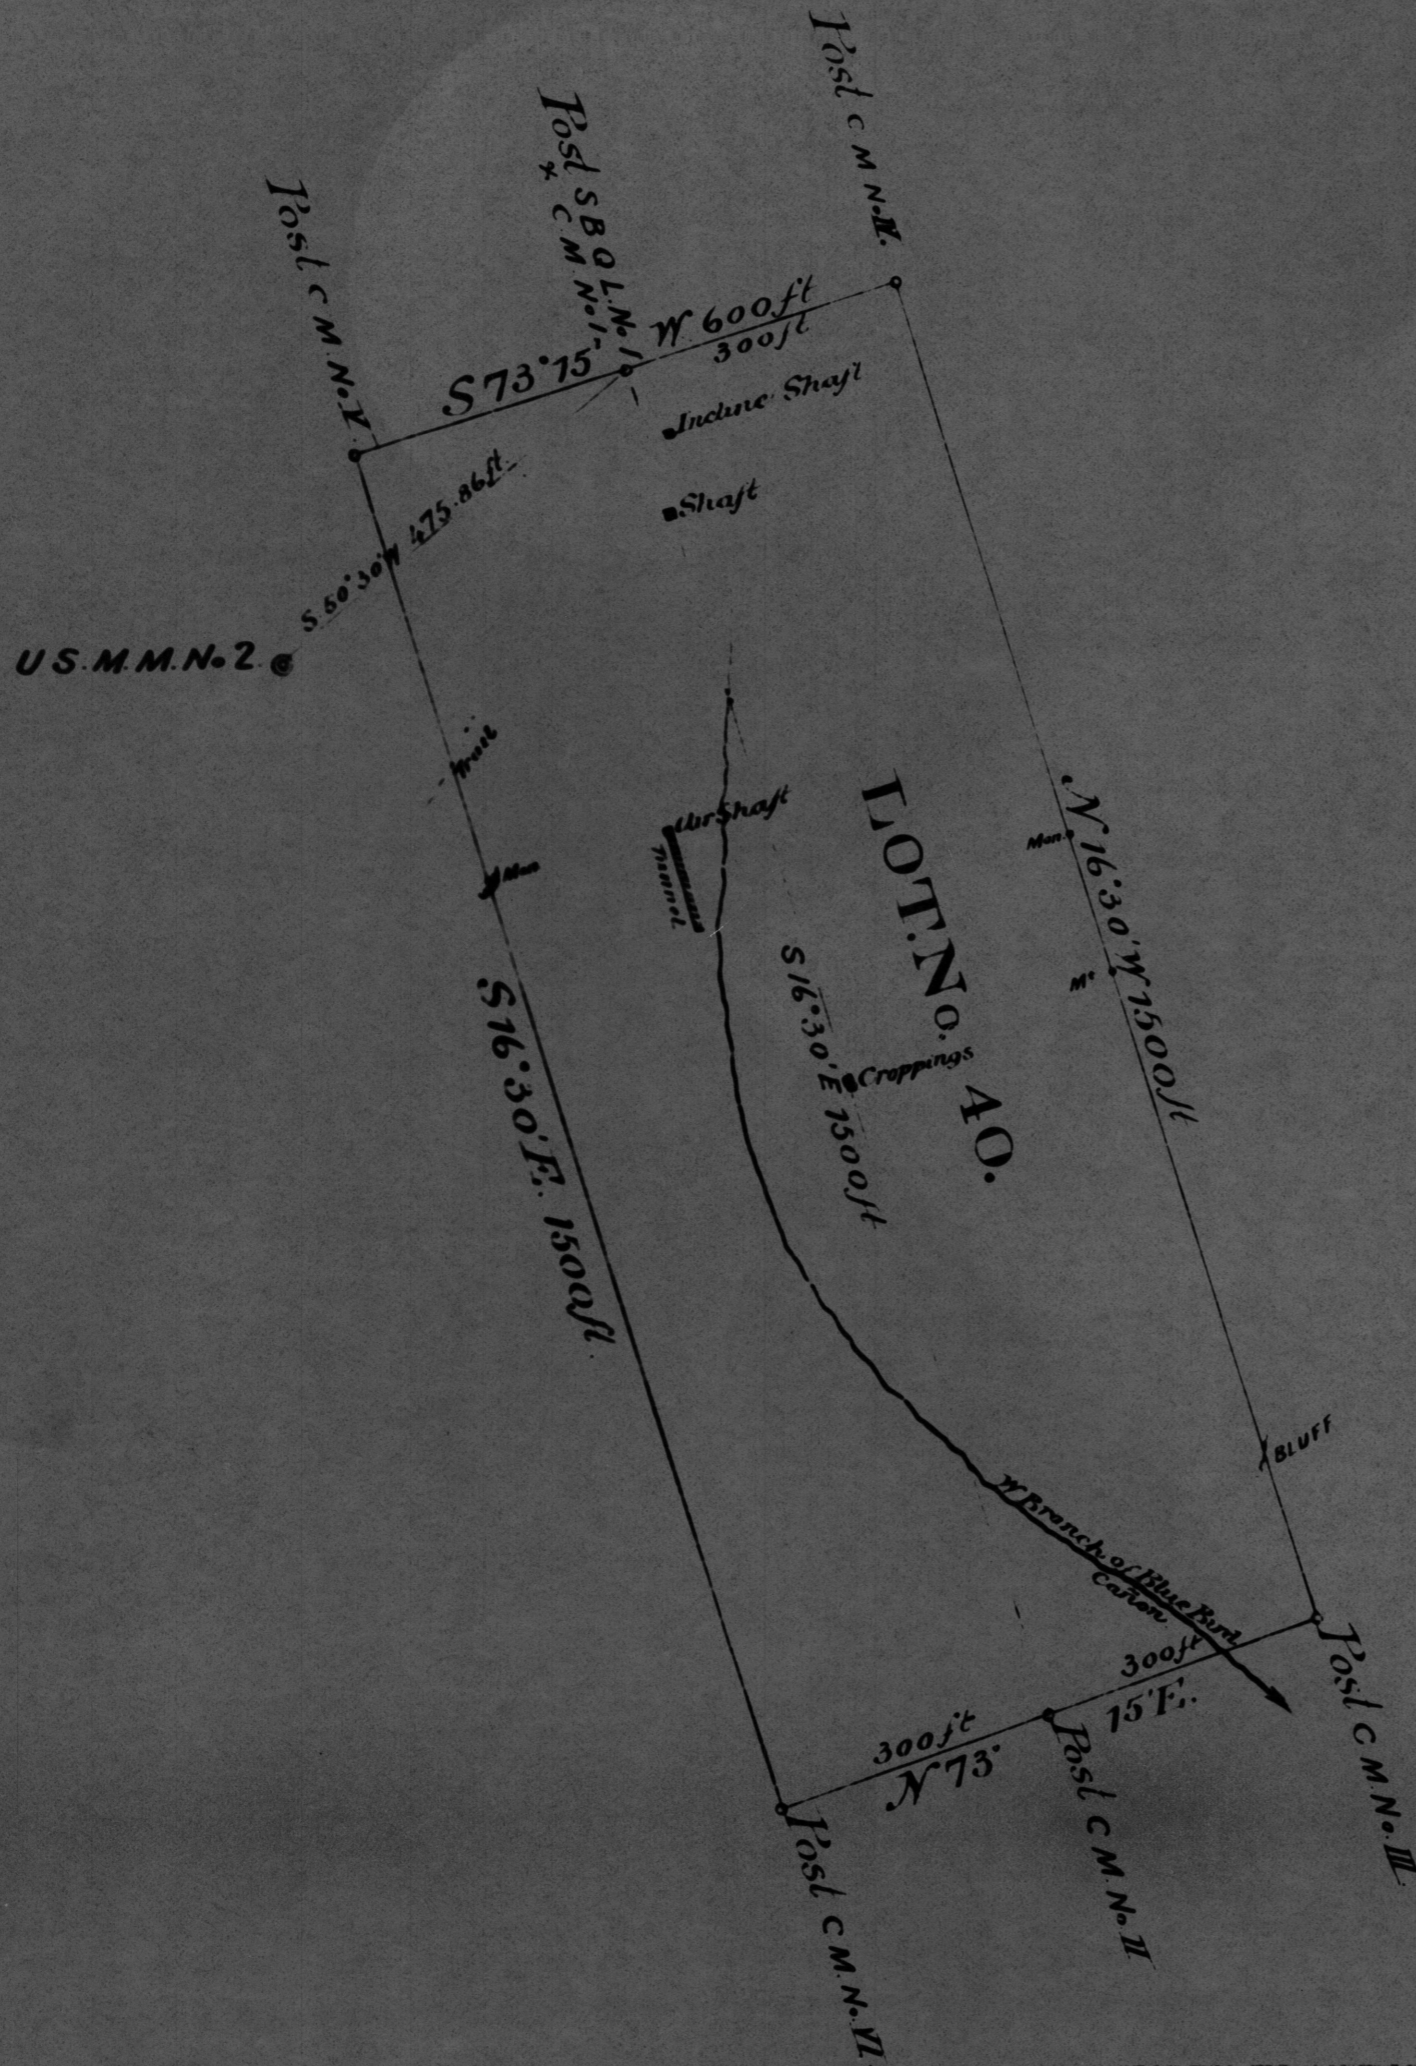 Post C M No. IV.
Post S B Q L. No. 1
& C. M. No. 1
Post C M. No. V.
S 73° 15' W 600 ft
300 ft
Incline Shaft
Shaft
475.86 ft.
U S. M. M. No 2
Trail
Air Shaft
Tunnel
Mon
Mon.
LOT. No. 40.
N 16° 30' W 1500 ft
S 16° 30' E 1500 ft
Croppings
S 16° 30' E. 1500 ft.
BLUFF
W Branch of Blue Bird
Cañon
300 ft
300 ft
N 73° 15' E.
Post C M. No. III
Post C M. No. II
Post C M. No. VI